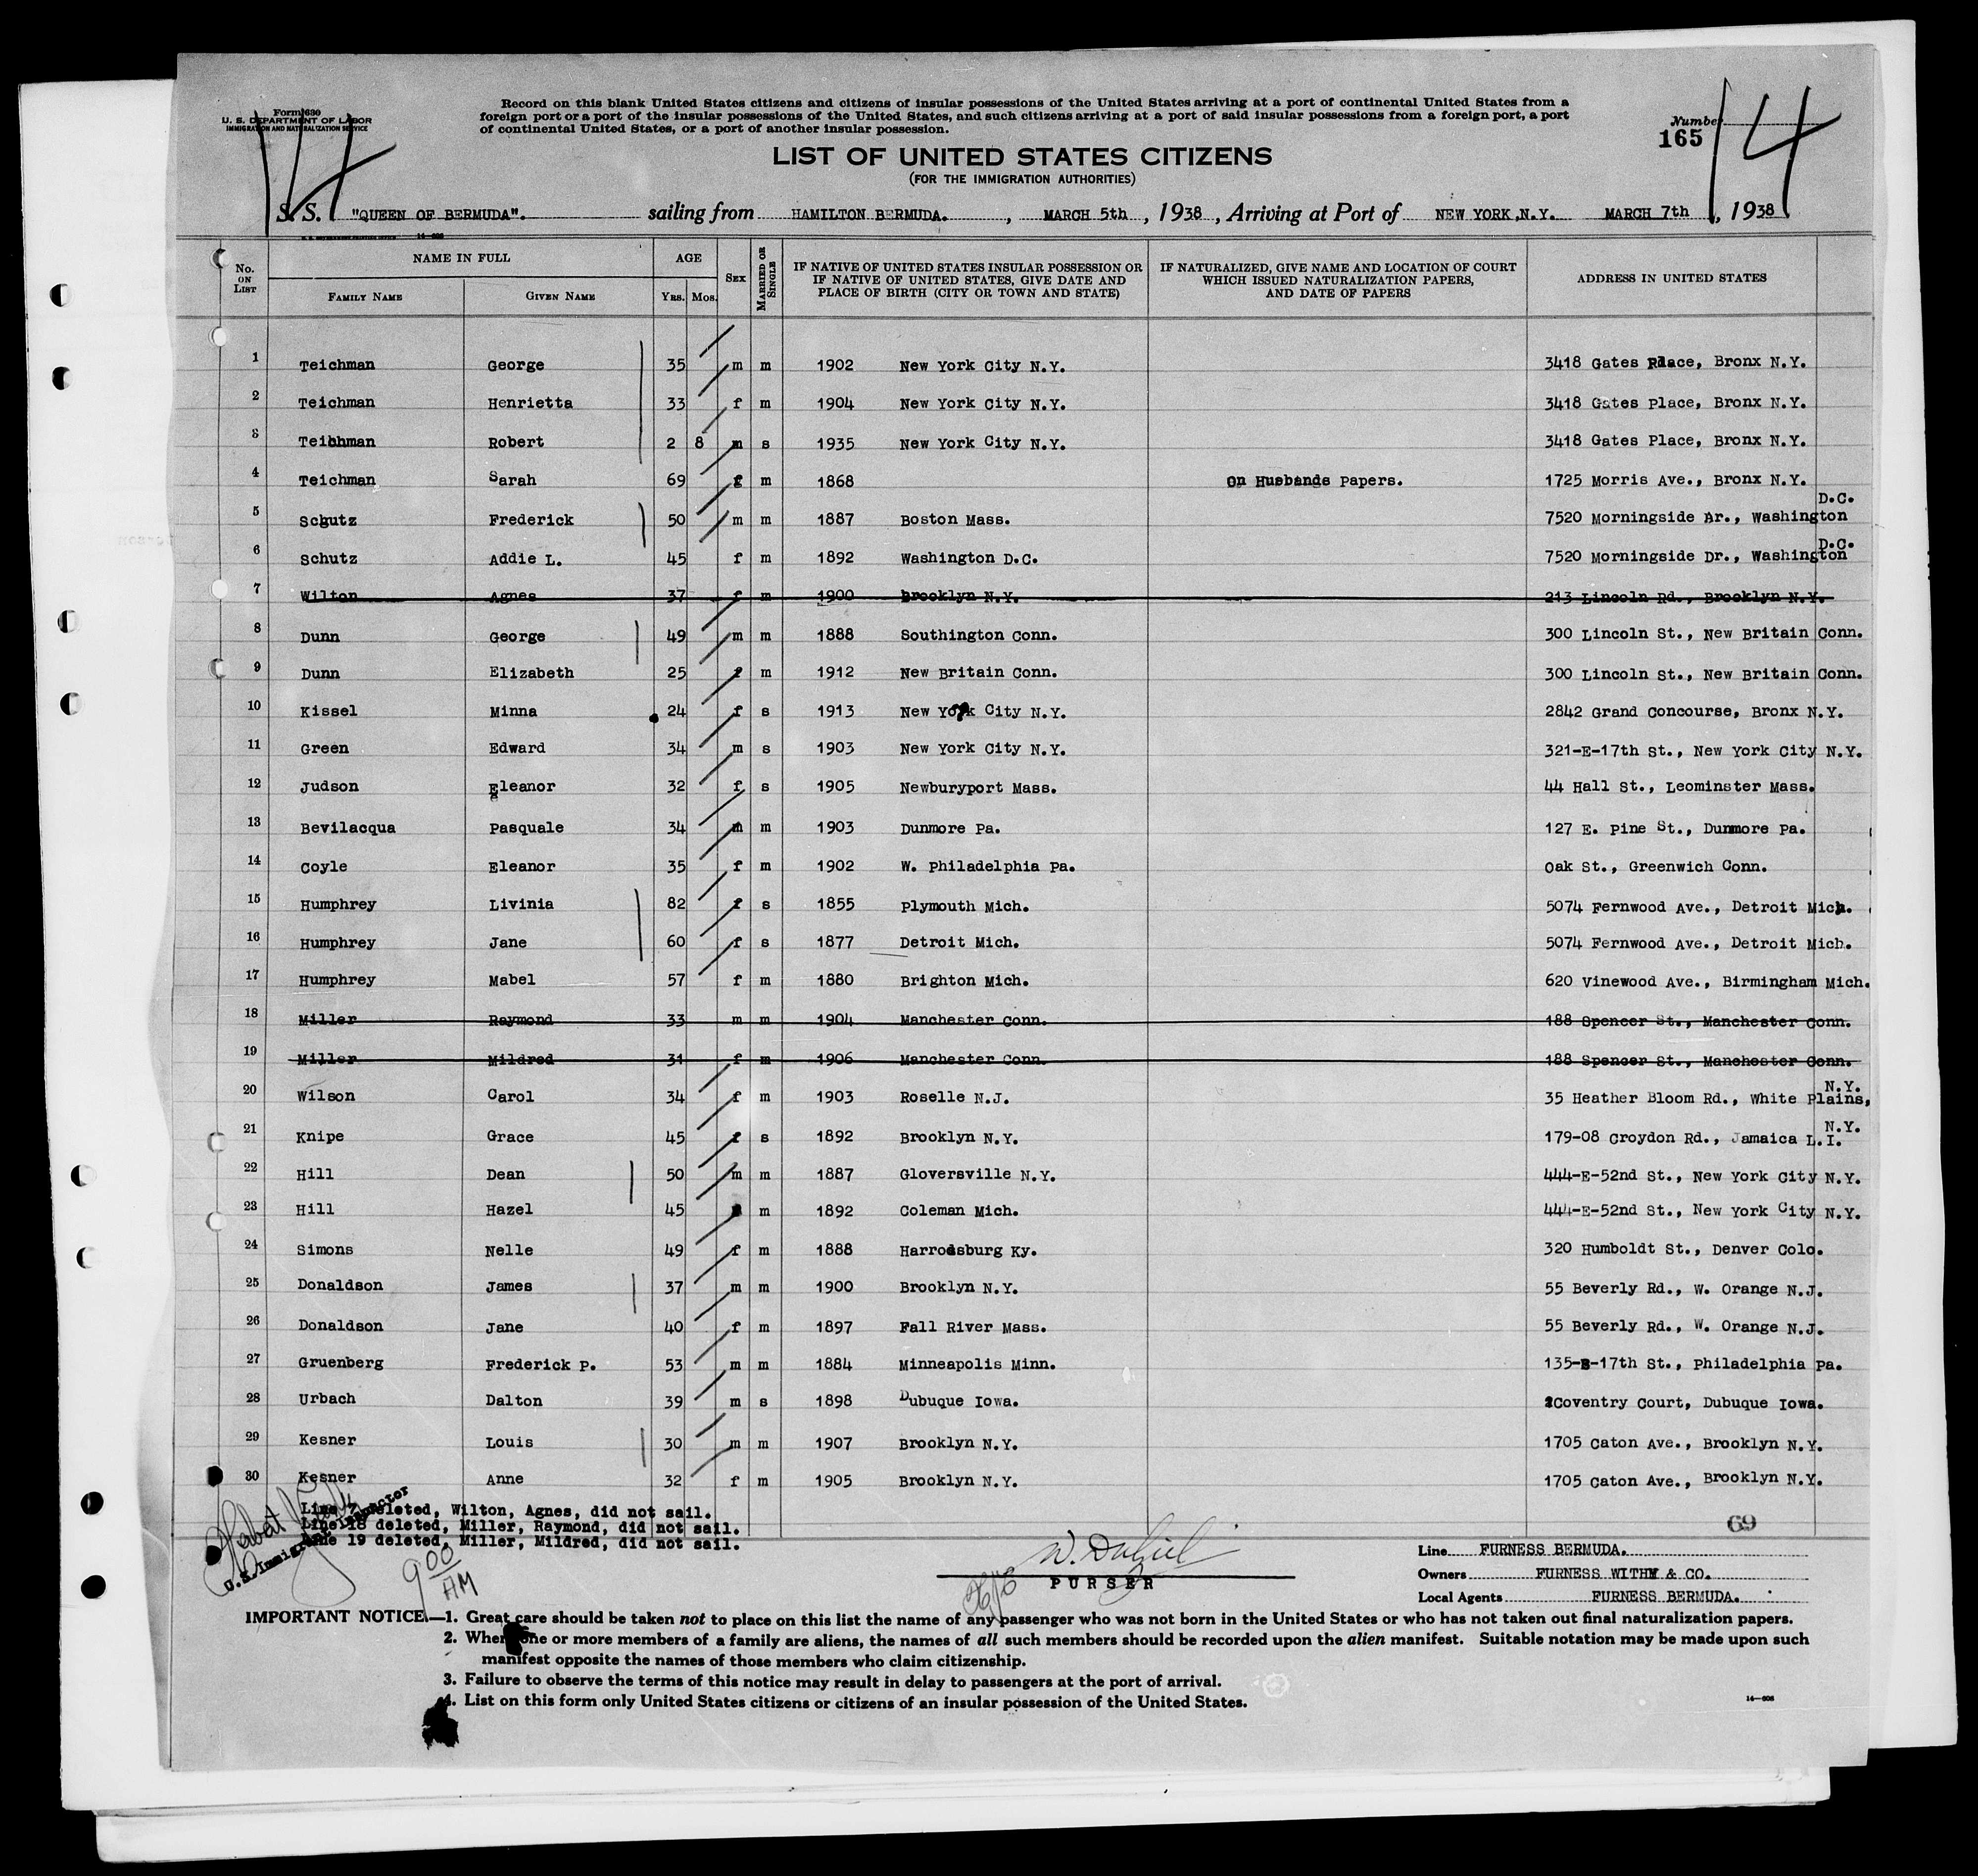 Form 630
U. S. DEPARTMENT OF LABOR
IMMIGRATION AND NATURALIZATION SERVICE
Record on this blank United States citizens and citizens of insular possessions of the United States arriving at a port of continental United States from a
foreign port or a port of the insular possessions of the United States, and such citizens arriving at a port of said insular possessions from a foreign port, a port
of continental United States, or a port of another insular possession.
Number
165
14
14
LIST OF UNITED STATES CITIZENS
(FOR THE IMMIGRATION AUTHORITIES)
S. S. "QUEEN OF BERMUDA". sailing from HAMILTON BERMUDA. , MARCH 5th , 1938 , Arriving at Port of NEW YORK,N.Y. MARCH 7th , 1938
14-608
No. ON LIST NAME IN FULL AGE SEX MARRIED OR SINGLE IF NATIVE OF UNITED STATES INSULAR POSSESSION OR IF NATIVE OF UNITED STATES, GIVE DATE AND PLACE OF BIRTH (CITY OR TOWN AND STATE) IF NATURALIZED, GIVE NAME AND LOCATION OF COURT WHICH ISSUED NATURALIZATION PAPERS, AND DATE OF PAPERS ADDRESS IN UNITED STATES
FAMILY NAME GIVEN NAME YRS. MOS.
1 Teichman George 35 m m 1902 New York City N.Y. 3418 Gates Place, Bronx N.Y.
2 Teichman Henrietta 33 f m 1904 New York City N.Y. 3418 Gates Place, Bronx N.Y.
3 Teichman Robert 2 8 m s 1935 New York City N.Y. 3418 Gates Place, Bronx N.Y.
4 Teichman Sarah 69 f m 1868 On Husbands Papers. 1725 Morris Ave., Bronx N.Y.
5 Schutz Frederick 50 m m 1887 Boston Mass. 7520 Morningside Ar., Washington D.C.
6 Schutz Addie L. 45 f m 1892 Washington D.C. 7520 Morningside Dr., Washington D.C.
7 Wilton Agnes 37 f m 1900 Brooklyn N.Y. 213 Lincoln Rd., Brooklyn N.Y.
8 Dunn George 49 m m 1888 Southington Conn. 300 Lincoln St., New Britain Conn.
9 Dunn Elizabeth 25 f m 1912 New Britain Conn. 300 Lincoln St., New Britain Conn.
10 Kissel Minna 24 f s 1913 New York City N.Y. 2842 Grand Concourse, Bronx N.Y.
11 Green Edward 34 m s 1903 New York City N.Y. 321-E-17th St., New York City N.Y.
12 Judson Eleanor 32 f s 1905 Newburyport Mass. 44 Hall St., Leominster Mass.
13 Bevilacqua Pasquale 34 m m 1903 Dunmore Pa. 127 E. Pine St., Dunmore Pa.
14 Coyle Eleanor 35 f m 1902 W. Philadelphia Pa. Oak St., Greenwich Conn.
15 Humphrey Livinia 82 f s 1855 Plymouth Mich. 5074 Fernwood Ave., Detroit Mich.
16 Humphrey Jane 60 f s 1877 Detroit Mich. 5074 Fernwood Ave., Detroit Mich.
17 Humphrey Mabel 57 f m 1880 Brighton Mich. 620 Vinewood Ave., Birmingham Mich.
18 Miller Raymond 33 m m 1904 Manchester Conn. 188 Spencer St., Manchester Conn.
19 Miller Mildred 31 f m 1906 Manchester Conn. 188 Spencer St., Manchester Conn.
20 Wilson Carol 34 f m 1903 Roselle N.J. 35 Heather Bloom Rd., White Plains, N.Y.
21 Knipe Grace 45 f s 1892 Brooklyn N.Y. 179-08 Croydon Rd., Jamaica L.I. N.Y.
22 Hill Dean 50 m m 1887 Gloversville N.Y. 444-E-52nd St., New York City N.Y.
23 Hill Hazel 45 m 1892 Coleman Mich. 444-E-52nd St., New York City N.Y.
24 Simons Nelle 49 f m 1888 Harrodsburg Ky. 320 Humboldt St., Denver Colo.
25 Donaldson James 37 m m 1900 Brooklyn N.Y. 55 Beverly Rd., W. Orange N.J.
26 Donaldson Jane 40 f m 1897 Fall River Mass. 55 Beverly Rd., W. Orange N.J.
27 Gruenberg Frederick P. 53 m m 1884 Minneapolis Minn. 135-S-17th St., Philadelphia Pa.
28 Urbach Dalton 39 m s 1898 Dubuque Iowa. 2Coventry Court, Dubuque Iowa.
29 Kesner Louis 30 m m 1907 Brooklyn N.Y. 1705 Caton Ave., Brooklyn N.Y.
30 Kesner Anne 32 f m 1905 Brooklyn N.Y. 1705 Caton Ave., Brooklyn N.Y.
Line 7 deleted, Wilton, Agnes, did not sail.
Line 18 deleted, Miller, Raymond, did not sail.
Line 19 deleted, Miller, Mildred, did not sail.
U.S. Immigrant Inspector
9 00 AM
69
PURSER
Line FURNESS BERMUDA.
Owners FURNESS WITHY & CO.
Local Agents FURNESS BERMUDA.
IMPORTANT NOTICE.—1. Great care should be taken not to place on this list the name of any passenger who was not born in the United States or who has not taken out final naturalization papers.
2. When one or more members of a family are aliens, the names of all such members should be recorded upon the alien manifest. Suitable notation may be made upon such
manifest opposite the names of those members who claim citizenship.
3. Failure to observe the terms of this notice may result in delay to passengers at the port of arrival.
4. List on this form only United States citizens or citizens of an insular possession of the United States.
14—608